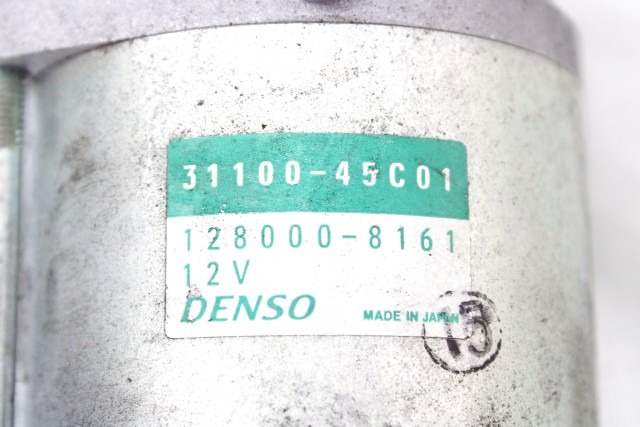 31100-45C01
128000-8161
12V
DENSO MADE IN JAPAN
15